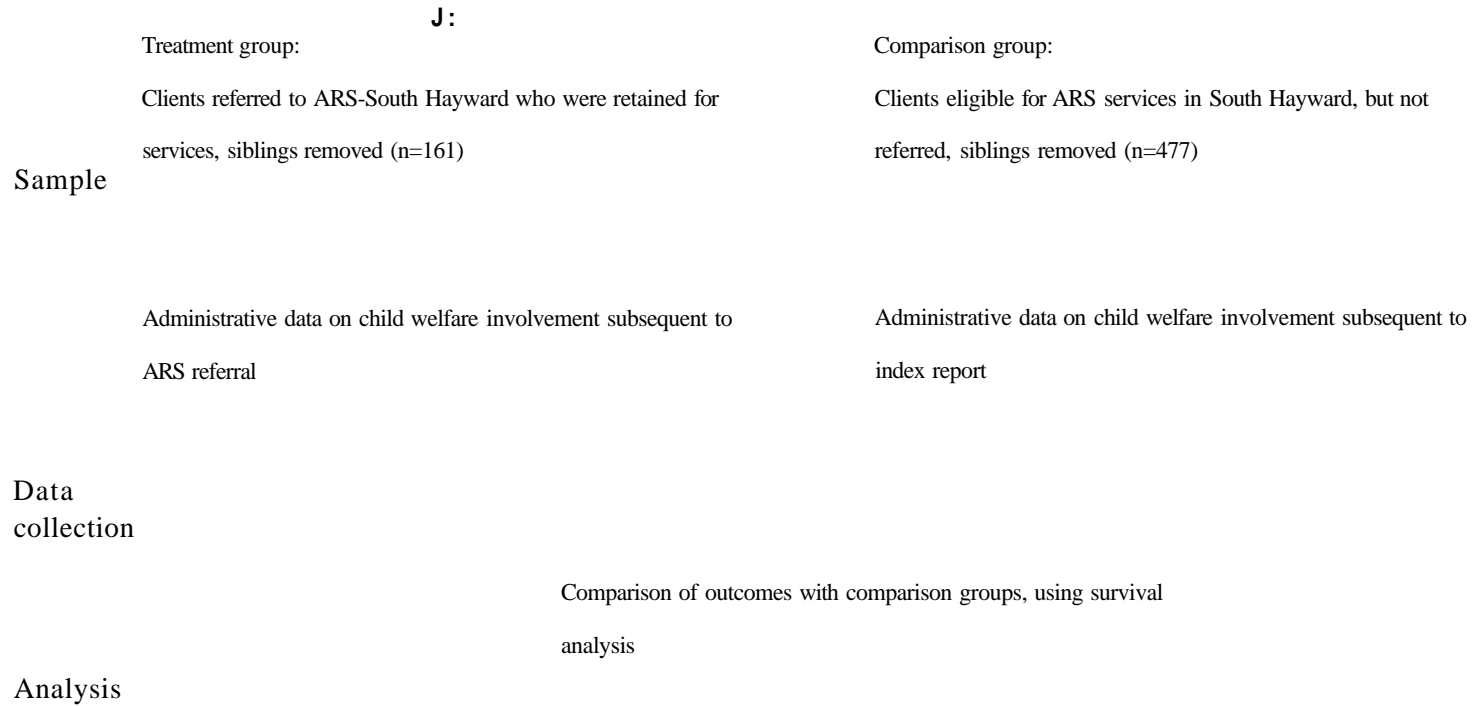 J:
Treatment group:
Clients referred to ARS-South Hayward who were retained for
services, siblings removed (n=161)
Comparison group:
Clients eligible for ARS services in South Hayward, but not
referred, siblings removed (n=477)
Sample
Administrative data on child welfare involvement subsequent to
ARS referral
Administrative data on child welfare involvement subsequent to
index report
Data
collection
Comparison of outcomes with comparison groups, using survival
analysis
Analysis